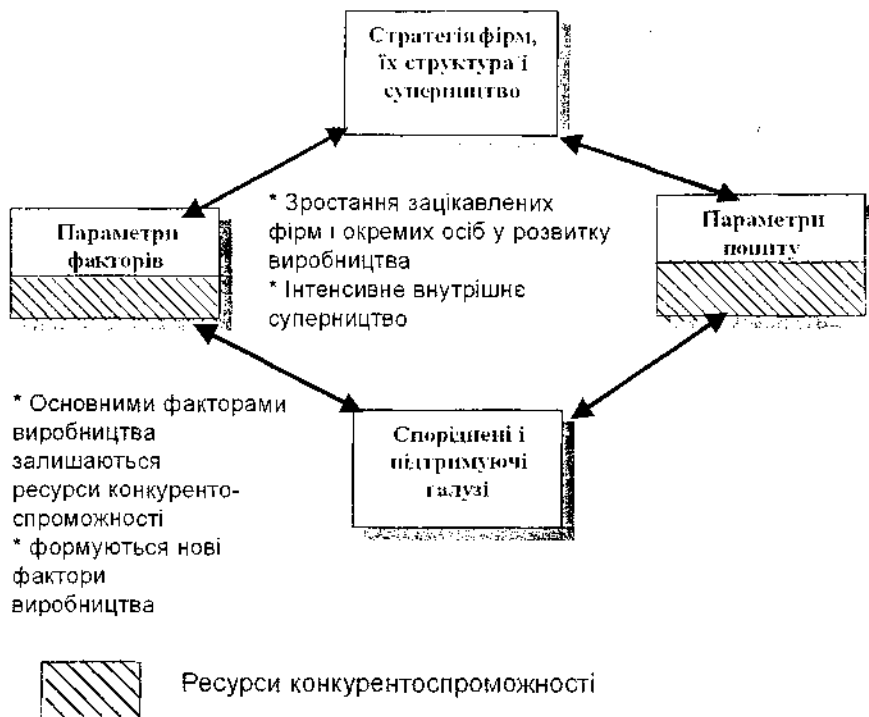 Стратегія фірм,
їх структура і
суперництво
Параметри
факторів
* Зростання зацікавлених
фірм і окремих осіб у розвитку
виробництва
* Інтенсивне внутрішнє
суперництво
Параметри
попиту
* Основними факторами
виробництва
залишаються
ресурси конкуренто-
спроможності
* формуються нові
фактори
виробництва
Споріднені і
підтримуючі
галузі
Ресурси конкурентоспроможності